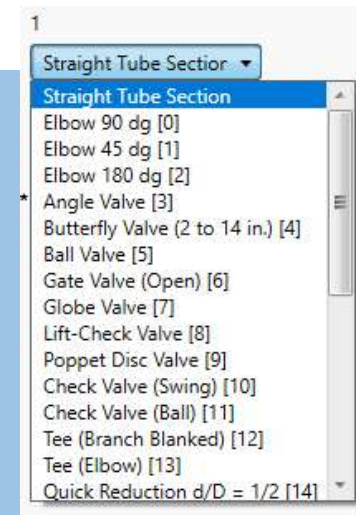 1
Straight Tube Section
Straight Tube Section
Elbow 90 dg [0]
Elbow 45 dg [1]
Elbow 180 dg [2]
* Angle Valve [3]
Butterfly Valve (2 to 14 in.) [4]
Ball Valve [5]
Gate Valve (Open) [6]
Globe Valve [7]
Lift-Check Valve [8]
Poppet Disc Valve [9]
Check Valve (Swing) [10]
Check Valve (Ball) [11]
Tee (Branch Blanked) [12]
Tee (Elbow) [13]
Quick Reduction d/D = 1/2 [14]